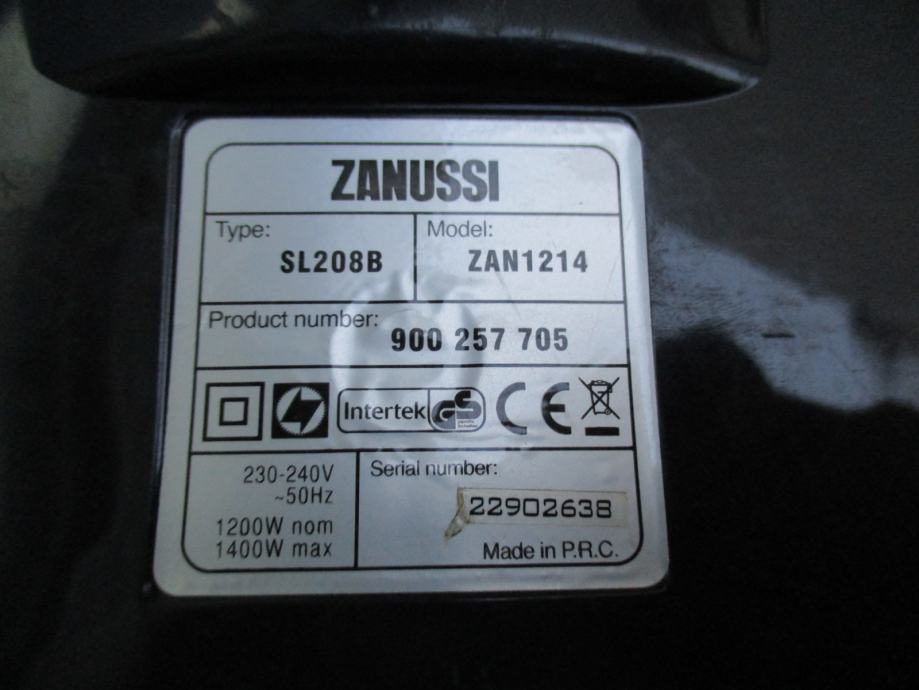 ZANUSSI
Type:
SL208B
Model:
ZAN1214
Product number:
900 257 705
Intertek GS
CE
230-240V
~50Hz
1200W nom
1400W max
Serial number:
22902638
Made in P.R.C.